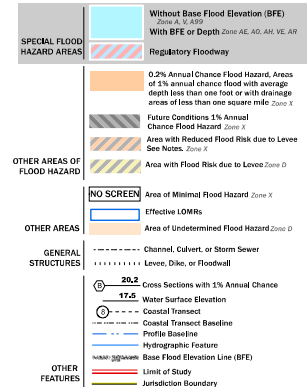 SPECIAL FLOOD
HAZARD AREAS
Without Base Flood Elevation (BFE)
Zone A, V, A99
With BFE or Depth Zone AE, AO, AH, VE, AR
Regulatory Floodway
0.2% Annual Chance Flood Hazard, Areas
of 1% annual chance flood with average
depth less than one foot or with drainage
areas of less than one square mile Zone X
Future Conditions 1% Annual
Chance Flood Hazard Zone X
Area with Reduced Flood Risk due to Levee
See Notes. Zone X
OTHER AREAS OF
FLOOD HAZARD
Area with Flood Risk due to Levee Zone D
NO SCREEN Area of Minimal Flood Hazard Zone X
Effective LOMRs
OTHER AREAS
Area of Undetermined Flood Hazard Zone D
GENERAL
STRUCTURES
Channel, Culvert, or Storm Sewer
Levee, Dike, or Floodwall
B 20.2 Cross Sections with 1% Annual Chance
17.5 Water Surface Elevation
8 Coastal Transect
Coastal Transect Baseline
Profile Baseline
Hydrographic Feature
Base Flood Elevation Line (BFE)
OTHER
FEATURES
Limit of Study
Jurisdiction Boundary